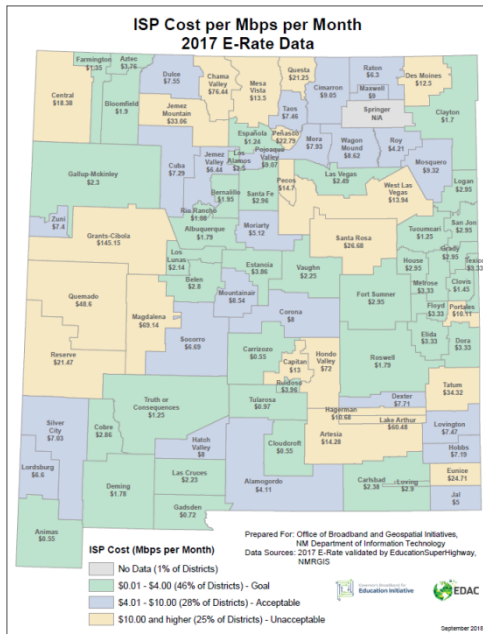 ISP Cost per Mbps per Month
2017 E-Rate Data
Farmington
$1.35
Aztec
$3.76
Dulce
$7.55
Chama
Valley
$76.44
Mesa
Vista
$13.5
Questa
$21.23
Cimarron
$9.05
Raton
$6.3
Maxwell
$9
Des Moines
$12.5
Central
$18.38
Bloomfield
$1.9
Jemez
Mountain
$33.06
Taos
$7.46
Springer
N/A
Clayton
$1.7
Española
$1.24
Peñasco
$22.79
Mora
$7.93
Wagon
Mound
$8.62
Roy
$4.21
Mosquero
$9.32
Cuba
$7.29
Jemez
Valley
$6.44
Los
Alamos
Pojoaque
Valley
Gallup-Mckinley
$2.3
Bernalillo
$1.95
Santa Fe
$2.96
Pecos
$14.7
Las Vegas
$2.49
West Las
Vegas
$13.94
Logan
$2.95
Zuni
$7.4
Rio Rancho
Grants-Cibola
$145.15
Albuquerque
$1.79
Moriarty
$5.12
Santa Rosa
$26.68
Tucumcari
$1.25
San Jon
$2.95
Los
Lunas
$2.14
Estancia
$3.86
Vaughn
$2.25
House
$2.95
Grady
$2.95
Texico
$3.33
Belen
$2.8
Mountainair
$8.54
Fort Sumner
$2.95
Melrose
$3.33
Clovis
$1.45
Quemado
$48.6
Magdalena
$69.14
Corona
$8
Floyd
$3.33
Portales
$10.11
Socorro
$6.69
Carrizozo
$0.55
Capitan
$13
Hondo
Valley
$72
Elida
$3.33
Dora
$3.33
Reserve
$21.47
Roswell
$1.79
Ruidoso
$3.96
Truth or
Consequences
$1.25
Tularosa
$0.97
Hagerman
$10.68
Dexter
$7.71
Tatum
$34.32
Lake Arthur
$60.48
Silver
City
$7.03
Cobre
$2.86
Artesia
$14.28
Lovington
$7.47
Hatch
Valley
$8
Cloudcroft
$0.55
Hobbs
$7.19
Lordsburg
$6.6
Las Cruces
$2.23
Alamogordo
$4.11
Carlsbad
$2.38
Loving
$2.9
Eunice
$24.71
Deming
$1.78
Gadsden
$0.72
Jal
$5
Animas
$0.55
Prepared For: Office of Broadband and Geospatial Initiatives,
NM Department of Information Technology
Data Sources: 2017 E-Rate validated by EducationSuperHighway,
NMRGIS
ISP Cost (Mbps per Month)
No Data (1% of Districts)
$0.01 - $4.00 (46% of Districts) - Goal
$4.01 - $10.00 (28% of Districts) - Acceptable
$10.00 and higher (25% of Districts) - Unacceptable
Education Initiative
EDAC